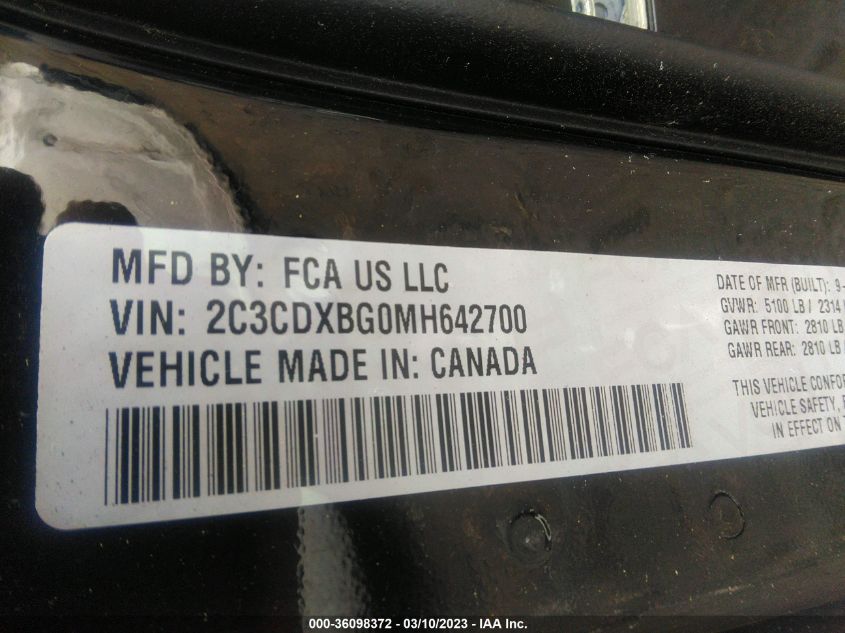 MFD BY: FCA US LLC
VIN: 2C3CDXBG0MH642700
VEHICLE MADE IN: CANADA
DATE OF MFR (BUILT): 9-
GVWR: 5100 LB / 2314
GAWR FRONT: 2810 LB
GAWR REAR: 2810 LB
THIS VEHICLE
VEHICLE SAFETY,
IN EFFECT ON
000-36098372 — 03/10/2023 — IAA Inc.